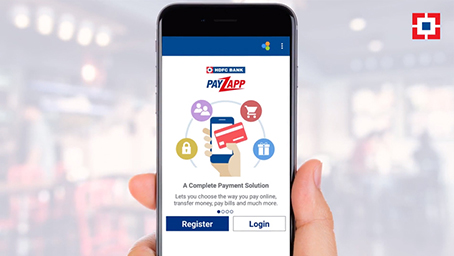 HDFC BANK
PAYZAPP
A Complete Payment Solution
Lets you choose the way you pay online,
transfer money, pay bills and much more.
Register
Login